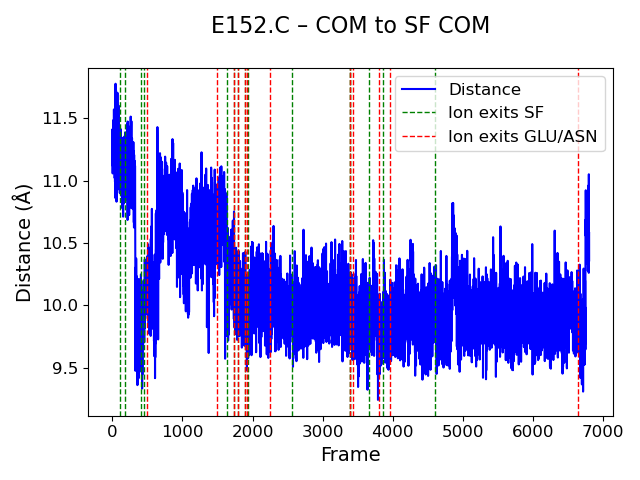 E152.C – COM to SF COM
Distance
Ion exits SF
Ion exits GLU/ASN
Distance (Å)
11.5
11.0
10.5
10.0
9.5
0 1000 2000 3000 4000 5000 6000 7000
Frame